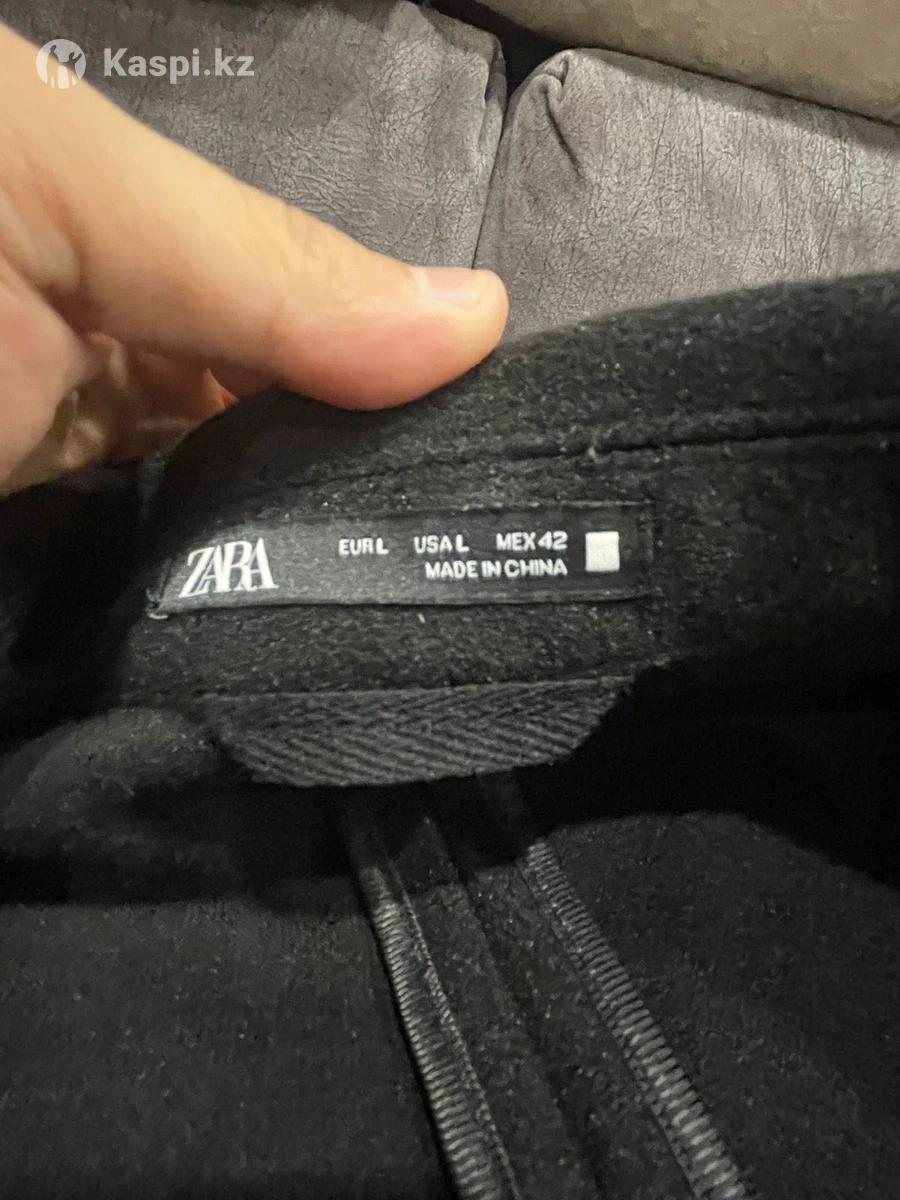 Kaspi.kz
ZARA
EUR L USA L MEX 42
MADE IN CHINA